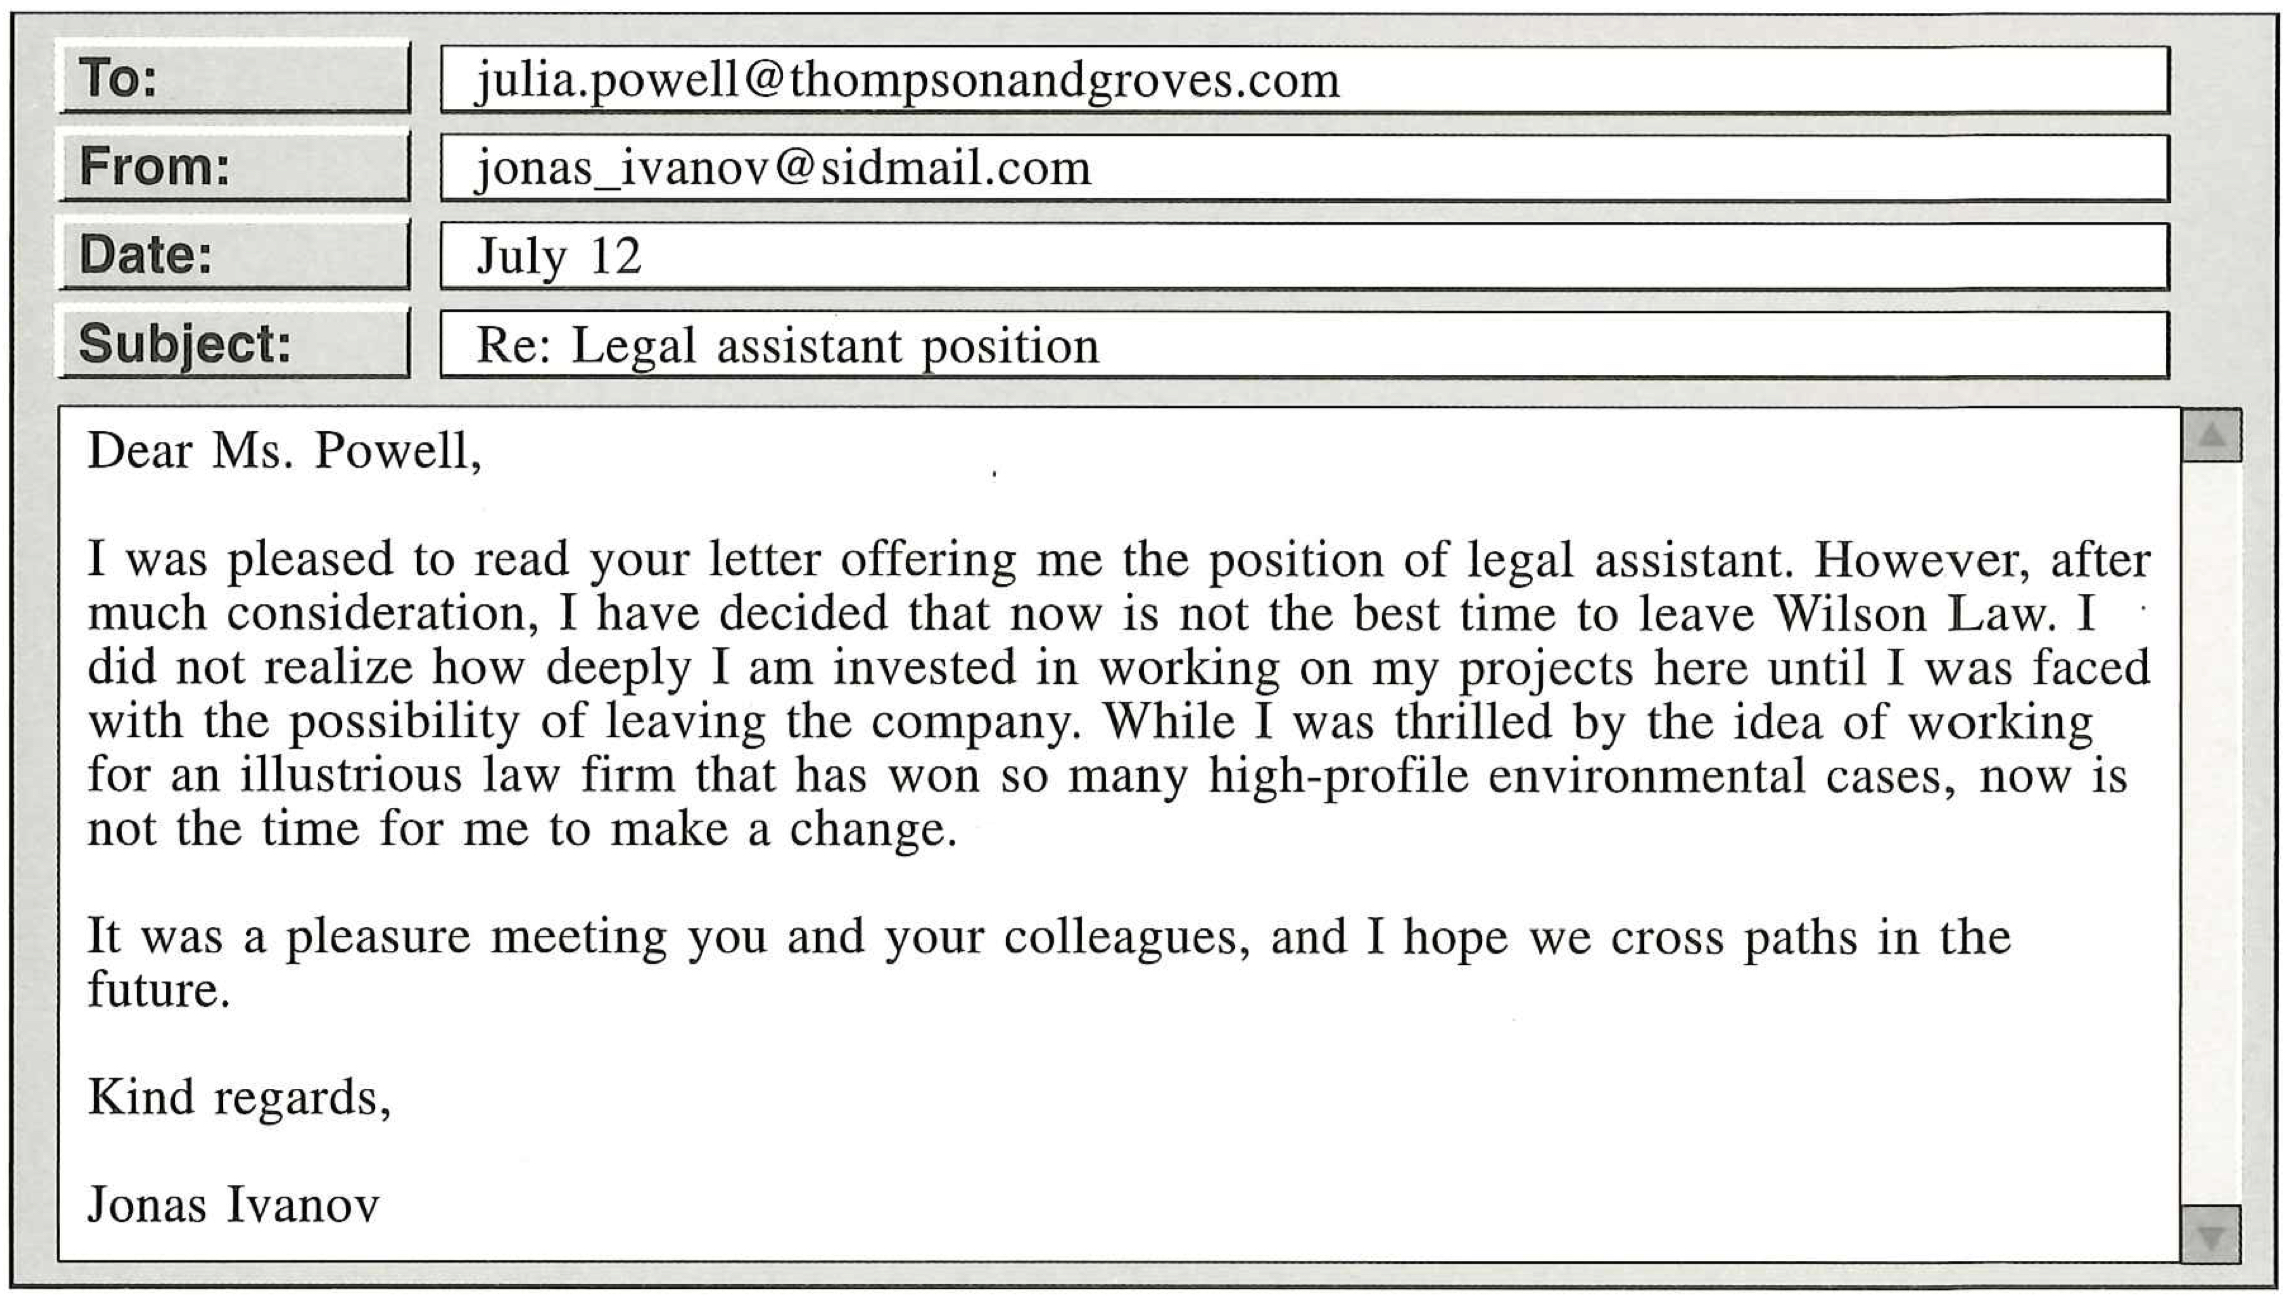 To: julia.powell@thompsonandgroves.com
From: jonas_ivanov@sidmail.com
Date: July 12
Subject: Re: Legal assistant position
Dear Ms. Powell,
I was pleased to read your letter offering me the position of legal assistant. However, after
much consideration, I have decided that now is not the best time to leave Wilson Law. I
did not realize how deeply I am invested in working on my projects here until I was faced
with the possibility of leaving the company. While I was thrilled by the idea of working
for an illustrious law firm that has won so many high-profile environmental cases, now is
not the time for me to make a change.
It was a pleasure meeting you and your colleagues, and I hope we cross paths in the
future.
Kind regards,
Jonas Ivanov